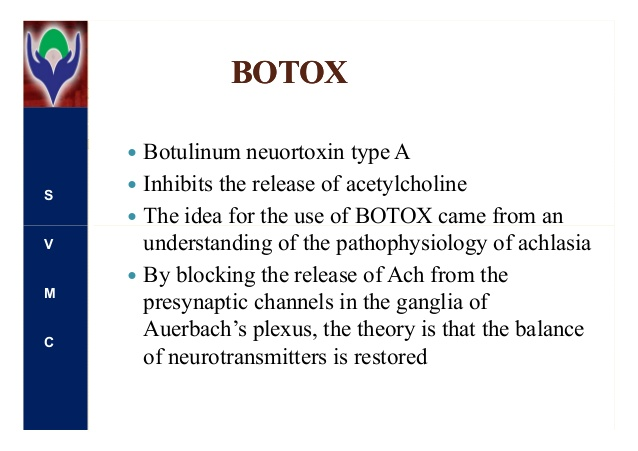 BOTOX
S
V
M
C
• Botulinum neuortoxin type A
• Inhibits the release of acetylcholine
• The idea for the use of BOTOX came from an
understanding of the pathophysiology of achlasia
• By blocking the release of Ach from the
presynaptic channels in the ganglia of
Auerbach’s plexus, the theory is that the balance
of neurotransmitters is restored